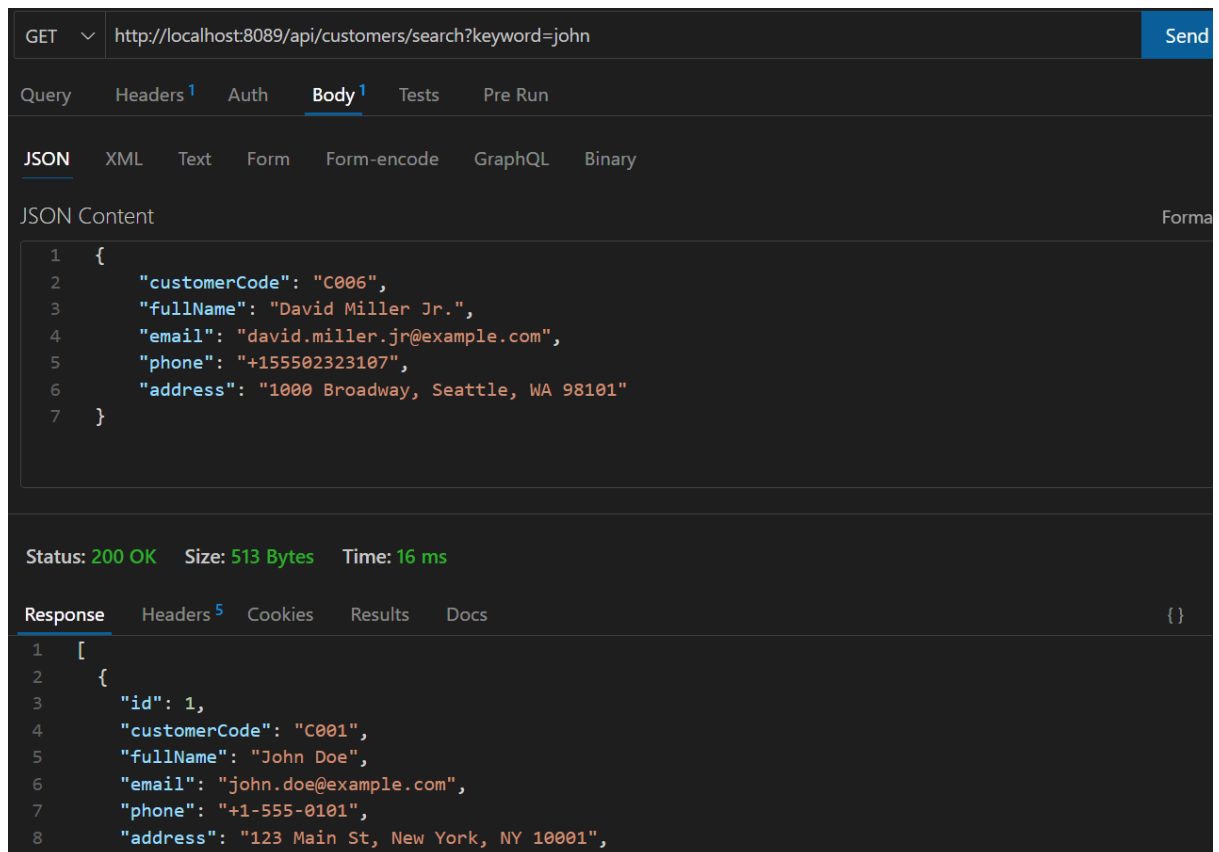 GET http://localhost:8089/api/customers/search?keyword=john Send
Query Headers 1 Auth Body 1 Tests Pre Run
JSON XML Text Form Form-encode GraphQL Binary
JSON Content Forma
1 {
2 "customerCode": "C006",
3 "fullName": "David Miller Jr.",
4 "email": "david.miller.jr@example.com",
5 "phone": "+155502323107",
6 "address": "1000 Broadway, Seattle, WA 98101"
7 }
Status: 200 OK Size: 513 Bytes Time: 16 ms
Response Headers 5 Cookies Results Docs { }
1 [
2 {
3 "id": 1,
4 "customerCode": "C001",
5 "fullName": "John Doe",
6 "email": "john.doe@example.com",
7 "phone": "+1-555-0101",
8 "address": "123 Main St, New York, NY 10001",